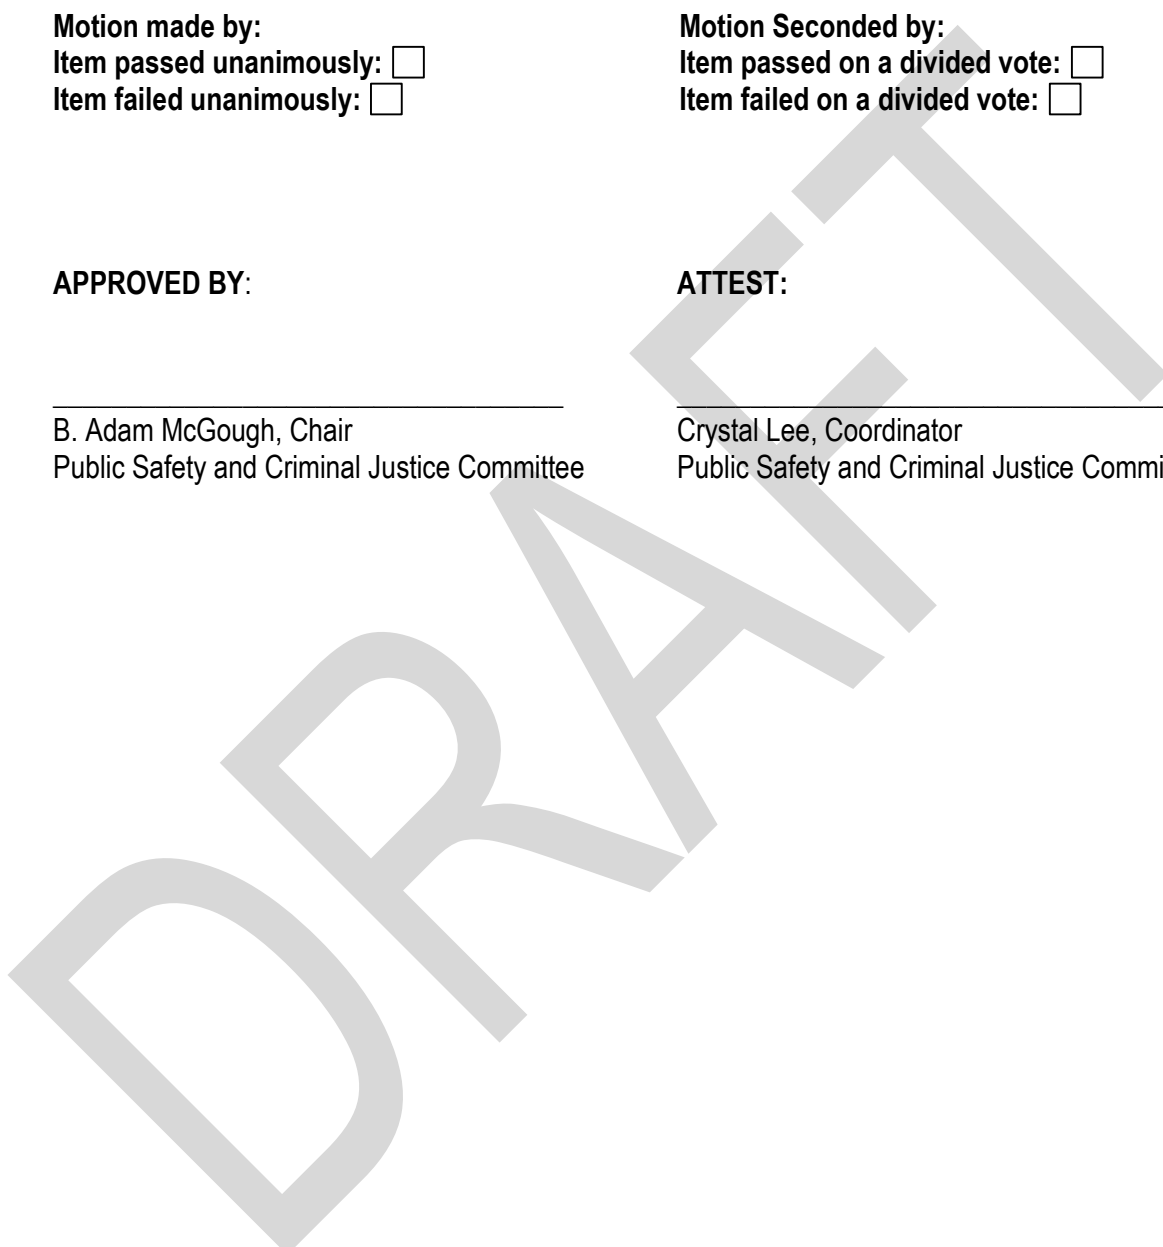 Motion made by:
Motion Seconded by:
Item passed unanimously: ☐
Item passed on a divided vote: ☐
Item failed unanimously: ☐
Item failed on a divided vote: ☐
APPROVED BY:
ATTEST:
B. Adam McGough, Chair
Crystal Lee, Coordinator
Public Safety and Criminal Justice Committee
Public Safety and Criminal Justice
DRAFT